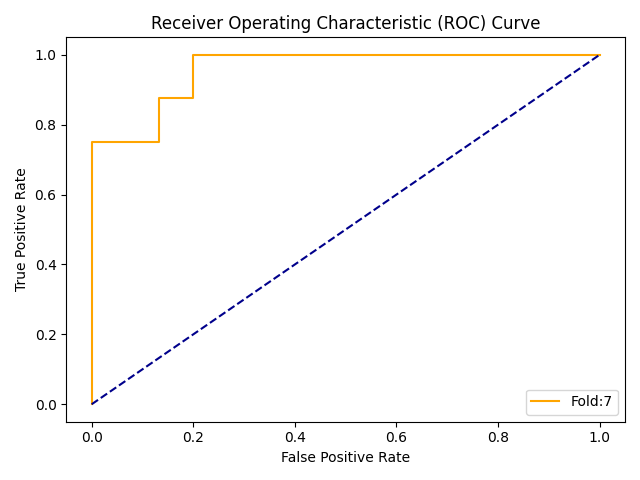 Receiver Operating Characteristic (ROC) Curve
1.0
0.8
0.6
0.4
0.2
0.0
True Positive Rate
0.0 0.2 0.4 0.6 0.8 1.0
False Positive Rate
Fold:7